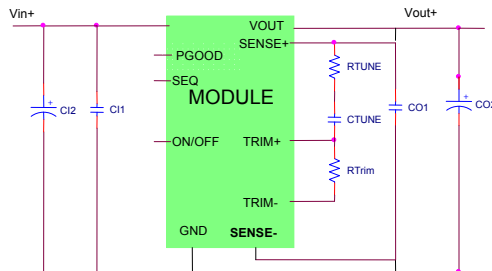 Vin+
Vout+
VOUT
SENSE+
PGOOD
RTUNE
SEQ
MODULE
CI2
CI1
CTUNE
CO1
ON/OFF
TRIM+
RTrim
TRIM-
GND
SENSE-